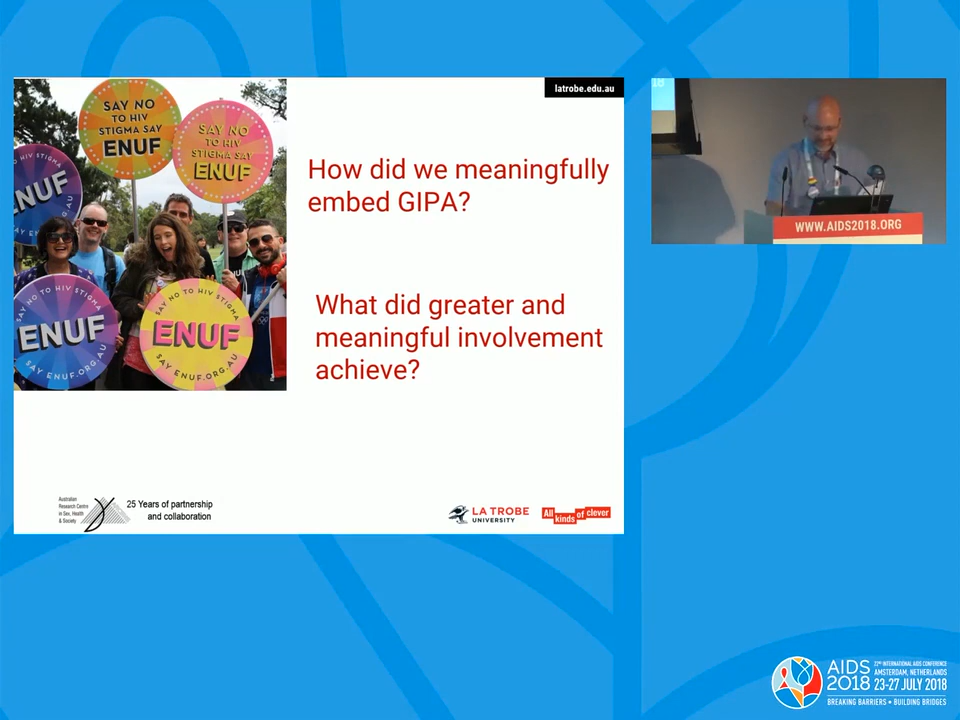 latrobe.edu.au
SAY NO
TO HIV
STIGMA SAY
ENUF
SAY NO
TO HIV
STIGMA SAY
ENUF
HIV STIGMA
ENUF
How did we meaningfully
embed GIPA?
What did greater and
meaningful involvement
achieve?
SAY NO TO HIV STIGMA
ENUF
SAY ENUF.ORG.AU
SAY NO TO HIV STIGMA
ENUF
SAY ENUF.ORG.AU
Australian
Research Centre
in Sex, Health
& Society
25 Years of partnership
and collaboration
LA TROBE
UNIVERSITY
All kinds of clever
WWW.AIDS2018.ORG
AIDS
2018
22ND INTERNATIONAL AIDS CONFERENCE
AMSTERDAM, NETHERLANDS
23-27 JULY 2018
BREAKING BARRIERS • BUILDING BRIDGES